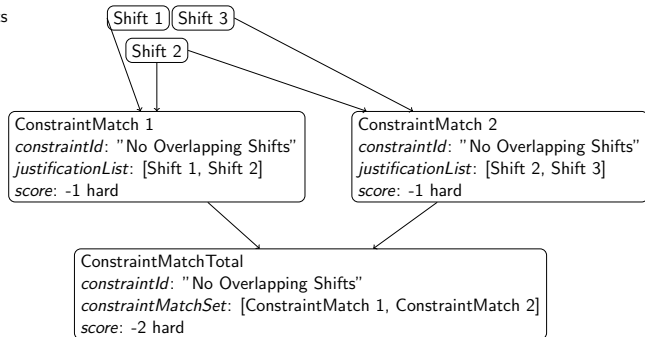 s
Shift 1
Shift 3
Shift 2
ConstraintMatch 1
constraintId: "No Overlapping Shifts"
justificationList: [Shift 1, Shift 2]
score: -1 hard
ConstraintMatch 2
constraintId: "No Overlapping Shifts"
justificationList: [Shift 2, Shift 3]
score: -1 hard
ConstraintMatchTotal
constraintId: "No Overlapping Shifts"
constraintMatchSet: [ConstraintMatch 1, ConstraintMatch 2]
score: -2 hard